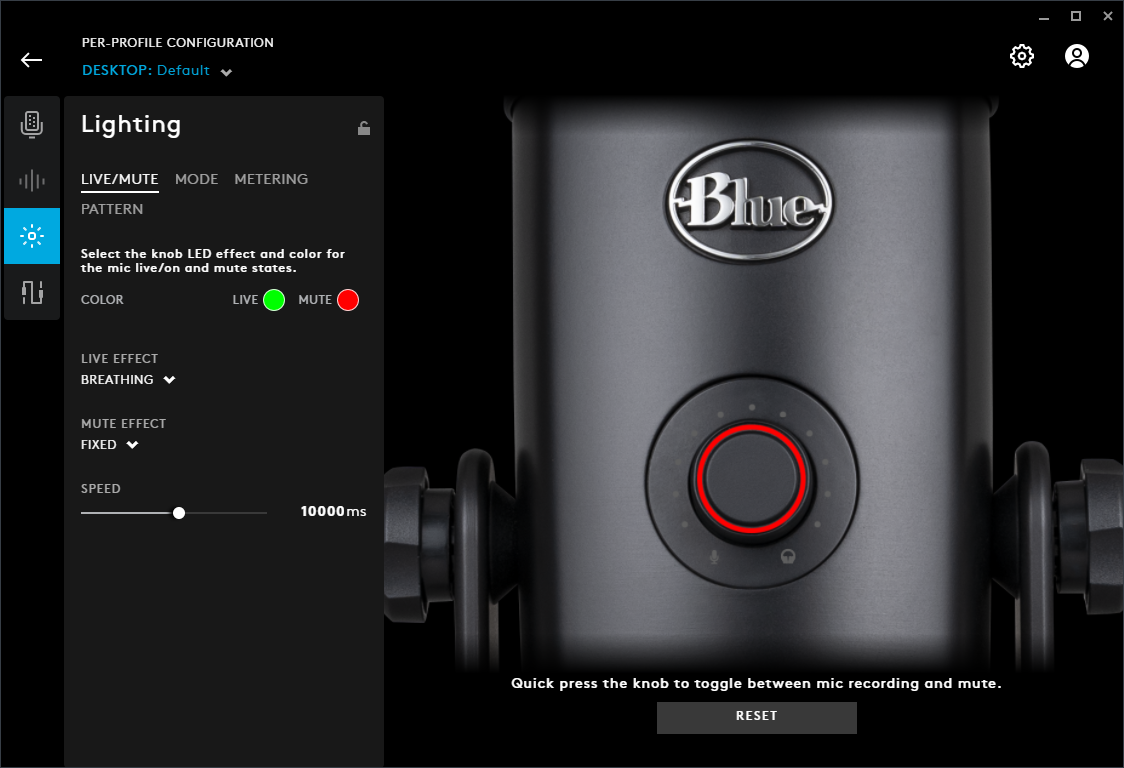 PER-PROFILE CONFIGURATION
DESKTOP: Default
Lighting
LIVE/MUTE MODE METERING
PATTERN
Select the knob LED effect and color for
the mic live/on and mute states.
COLOR LIVE MUTE
LIVE EFFECT
BREATHING
MUTE EFFECT
FIXED
SPEED
10000 ms
Blue
Quick press the knob to toggle between mic recording and mute.
RESET